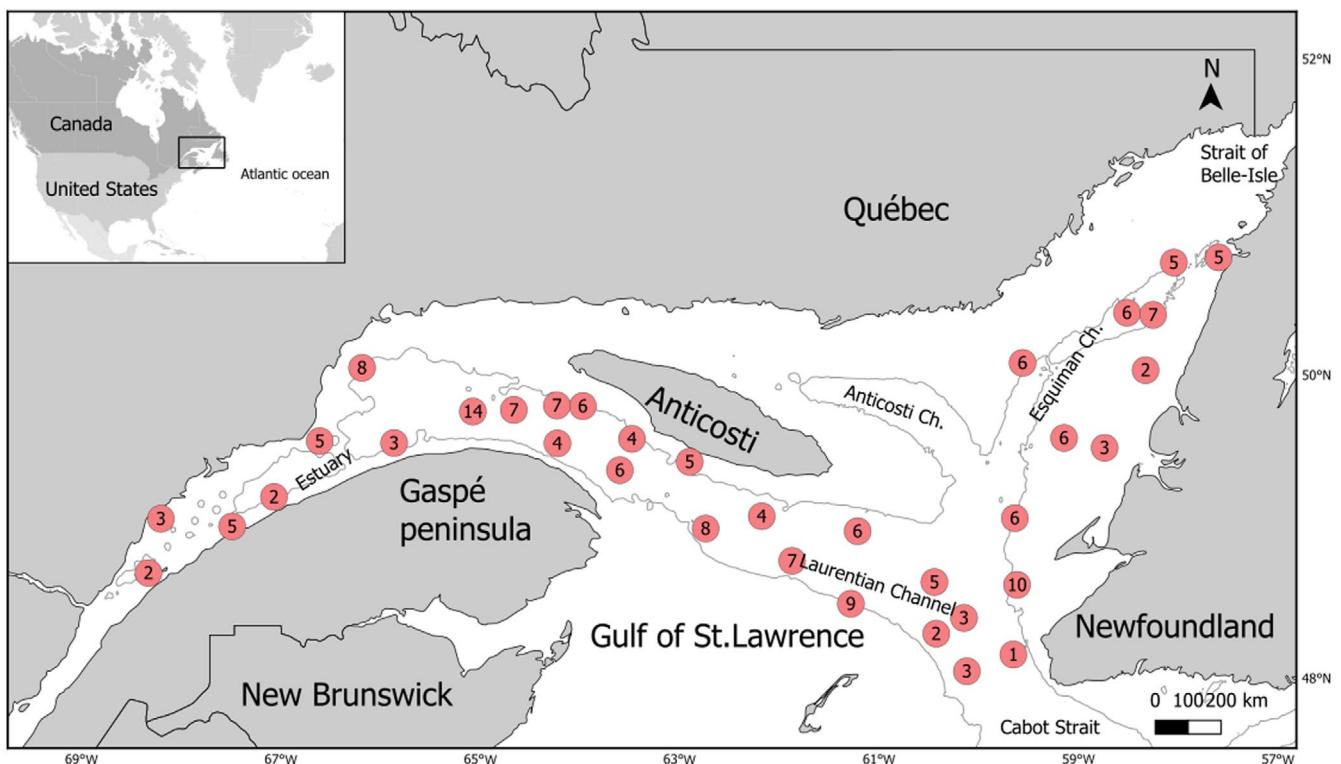 52°N
N
Canada
Strait of
Belle-Isle
Atlantic ocean
United States
Québec
5
5
6
7
6
2
8
50°N
Esquiman Ch.
Anticosti Ch.
Anticosti
14
7
7
6
5
3
4
4
6
3
5
6
Estuary
2
Gaspé
peninsula
3
5
8
4
6
6
2
7
Laurentian Channel
5
10
9
3
2
Gulf of St.Lawrence
Newfoundland
1
3
48°N
New Brunswick
0 100200 km
Cabot Strait
69°W
67°W
65°W
63°W
61°W
59°W
57°W